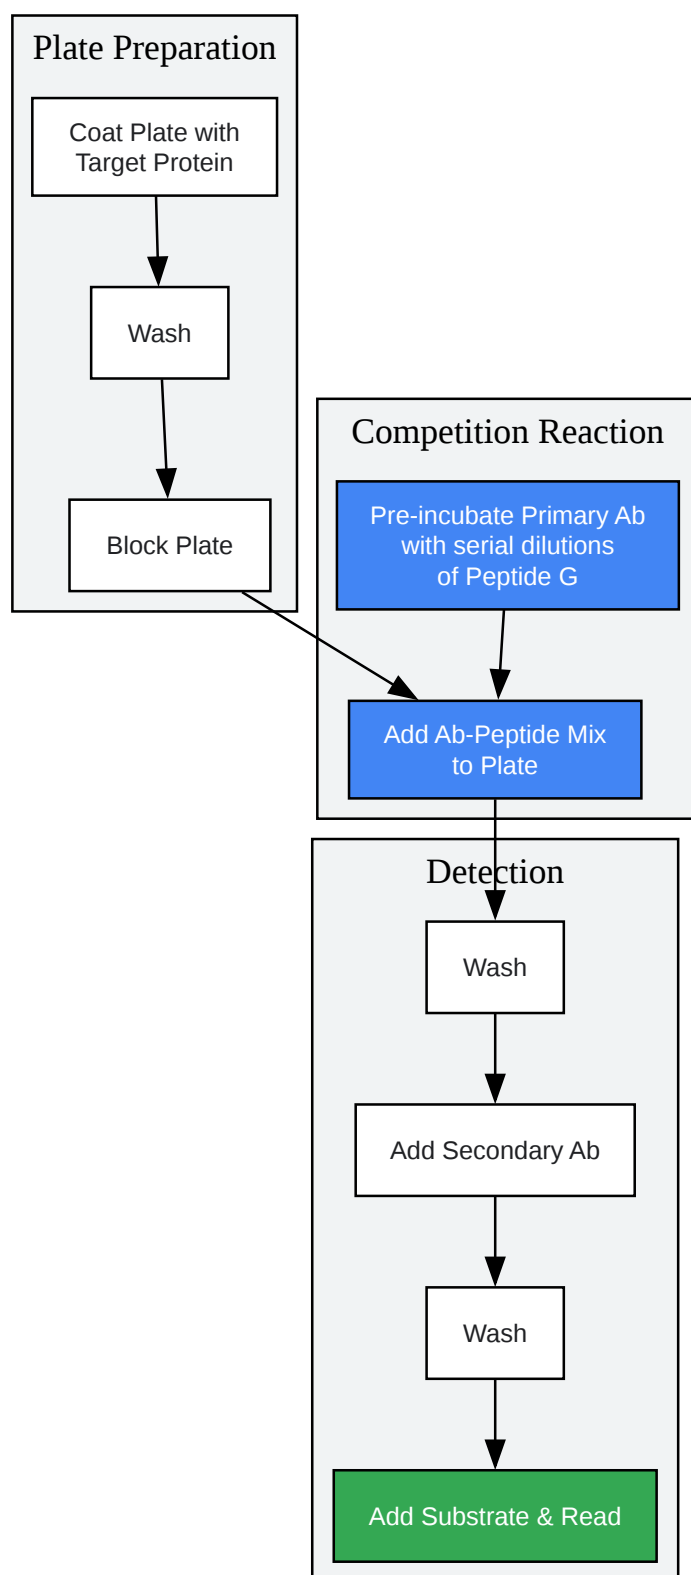 Plate Preparation
Coat Plate with
Target Protein
Wash
Block Plate
Competition Reaction
Pre-incubate Primary Ab
with serial dilutions
of Peptide G
Add Ab-Peptide Mix
to Plate
Detection
Wash
Add Secondary Ab
Wash
Add Substrate & Read